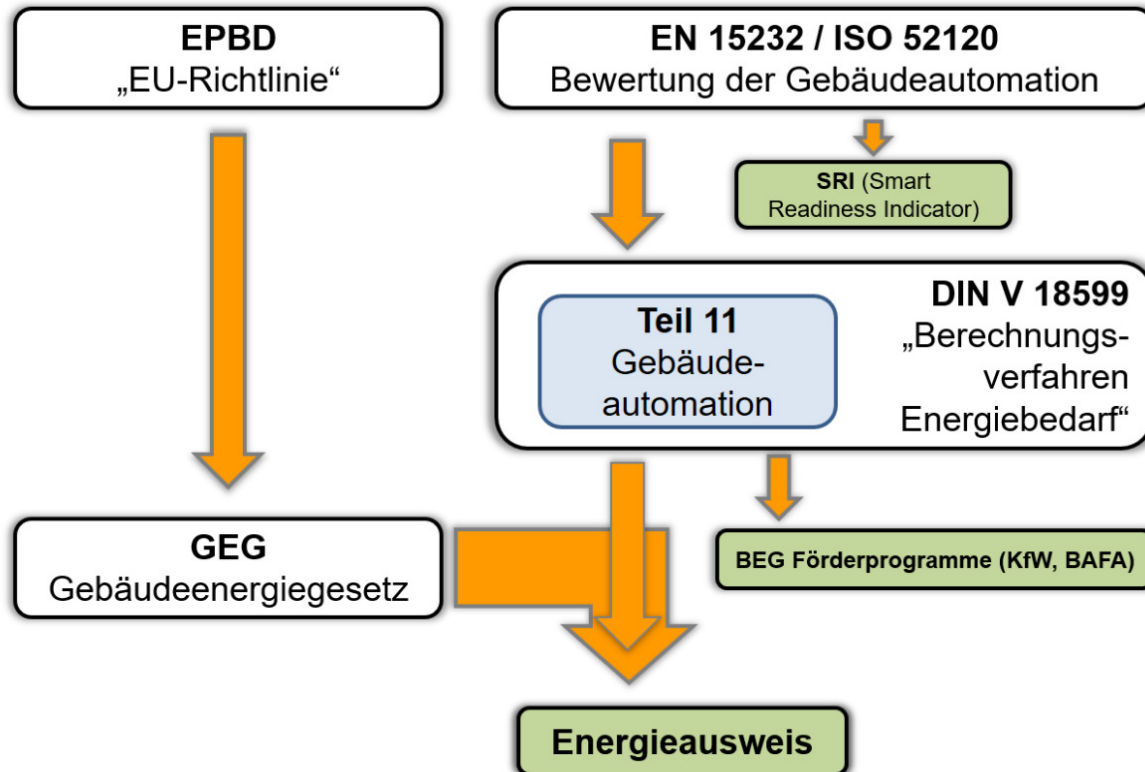 EPBD
„EU-Richtlinie“
EN 15232 / ISO 52120
Bewertung der Gebäudeautomation
SRI (Smart
Readiness Indicator)
Teil 11
Gebäude-
automation
DIN V 18599
„Berechnungs-
verfahren
Energiebedarf“
GEG
Gebäudeenergiegesetz
BEG Förderprogramme (KfW, BAFA)
Energieausweis